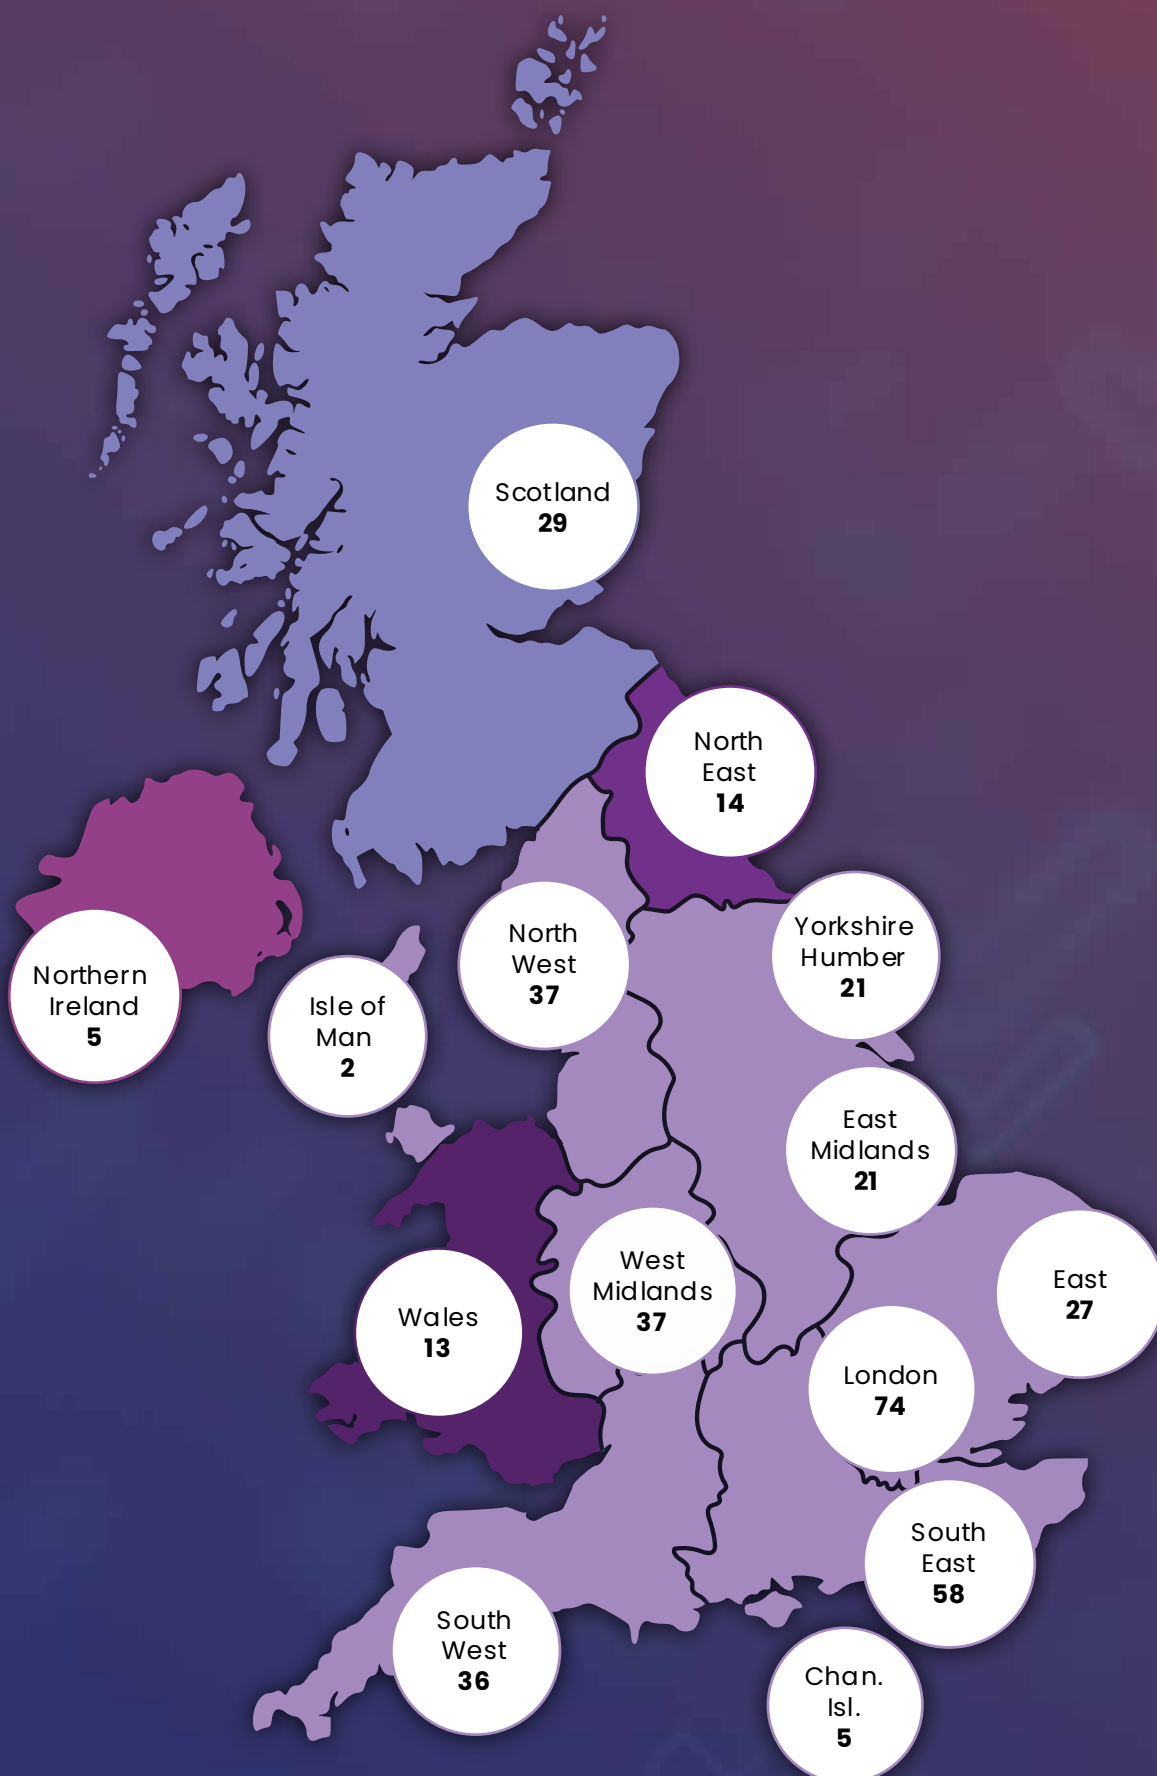 Scotland
29
North
East
14
Yorkshire
Humber
21
North
West
37
Northern
Ireland
5
Isle of
Man
2
East
Midlands
21
West
Midlands
37
East
27
Wales
13
London
74
South
East
58
South
West
36
Chan.
Isl.
5